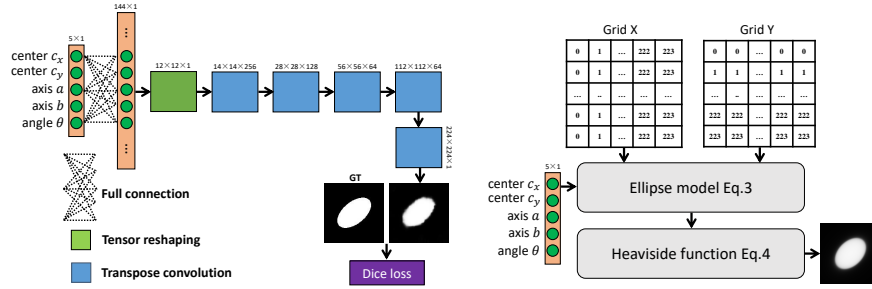 144×1
5×1
center cx
center cy
axis a
axis b
angle θ
...
...
12×12×1
14×14×256
28×28×128
56×56×64
112×112×64
224×224×1
GT
Full connection
Tensor reshaping
Transpose convolution
Dice loss
Grid X
0 1 ... 222 223
0 1 ... 222 223
... .. ... ... ...
0 1 ... 222 223
0 1 ... 222 223
Grid Y
0 0 ... 0 0
1 1 ... 1 1
... .. ... ... ...
222 222 ... 222 222
223 223 ... 223 223
5×1
center cx
center cy
axis a
axis b
angle θ
Ellipse model Eq.3
Heaviside function Eq.4